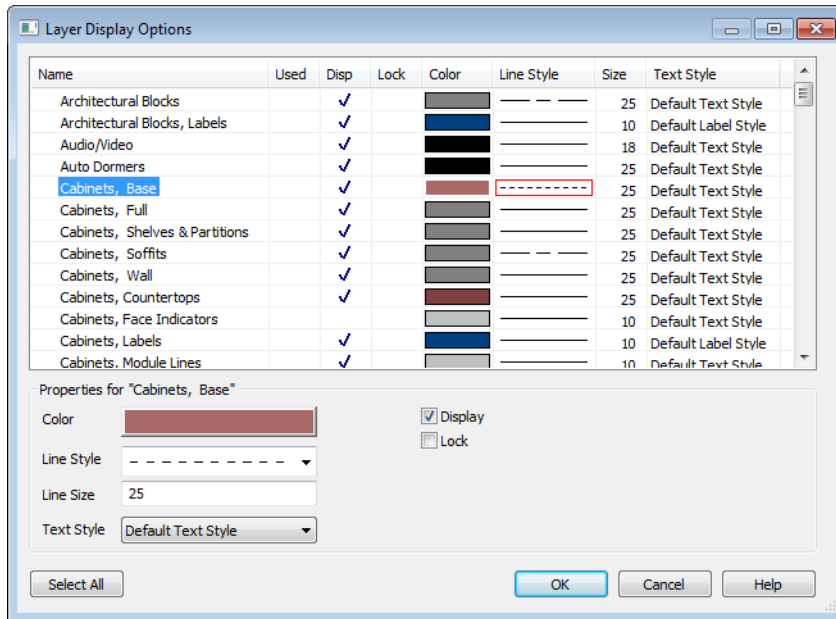 Layer Display Options
Name Used Disp Lock Color Line Style Size Text Style
Architectural Blocks 25 Default Text Style
Architectural Blocks, Labels 10 Default Label Style
Audio/Video 18 Default Text Style
Auto Dormers 25 Default Text Style
Cabinets, Base 25 Default Text Style
Cabinets, Full 25 Default Text Style
Cabinets, Shelves & Partitions 25 Default Text Style
Cabinets, Soffits 25 Default Text Style
Cabinets, Wall 25 Default Text Style
Cabinets, Countertops 25 Default Text Style
Cabinets, Face Indicators 10 Default Text Style
Cabinets, Labels 10 Default Label Style
Cabinets, Module Lines 10 Default Text Style
Properties for "Cabinets, Base"
Color
Display
Lock
Line Style
Line Size 25
Text Style Default Text Style
Select All OK Cancel Help